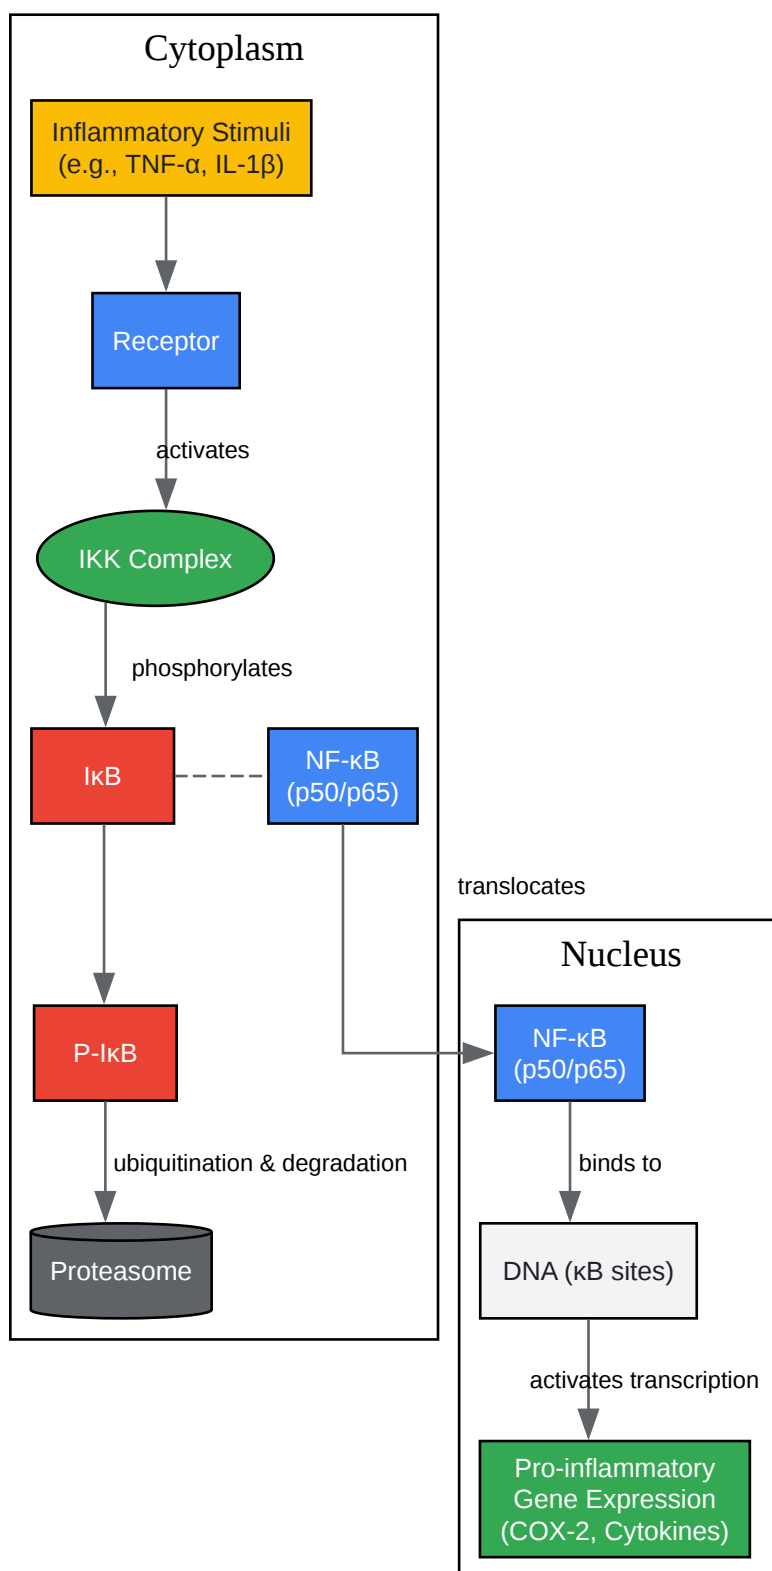 Cytoplasm
Inflammatory Stimuli
(e.g., TNF-α, IL-1β)
Receptor
activates
IKK Complex
phosphorylates
IκB
NF-κB
(p50/p65)
translocates
Nucleus
P-IκB
NF-κB
(p50/p65)
ubiquitination & degradation
binds to
Proteasome
DNA (κB sites)
activates transcription
Pro-inflammatory
Gene Expression
(COX-2, Cytokines)